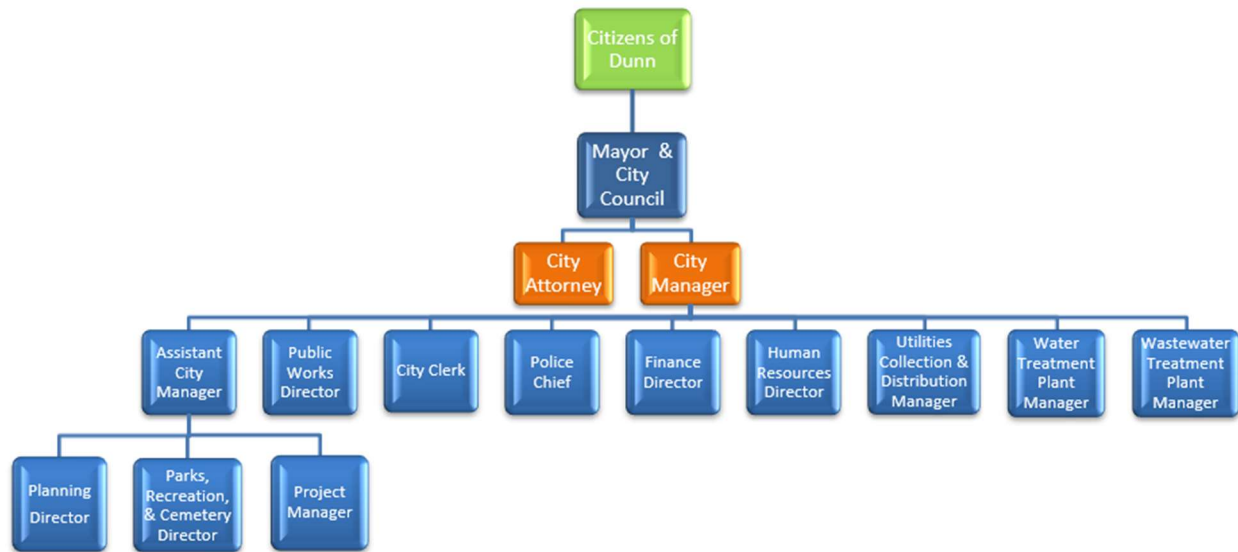 Citizens of
Dunn
Mayor & 
City
Council
City
Attorney
City
Manager
Assistant
City
Manager
Public
Works
Director
City Clerk
Police
Chief
Finance
Director
Human
Resources
Director
Utilities
Collection &
Distribution
Manager
Water
Treatment
Plant
Manager
Wastewater
Treatment
Plant
Manager
Planning
Director
Parks,
Recreation,
& Cemetery
Director
Project
Manager